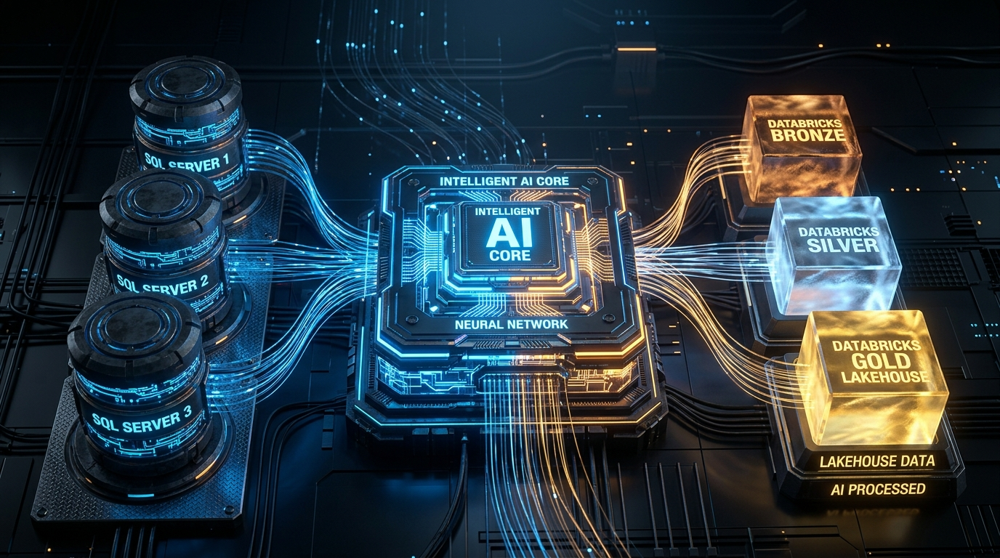 SQL SERVER 1
SQL SERVER 2
SQL SERVER 3
INTELLIGENT AI CORE
INTELLIGENT
AI
CORE
NEURAL NETWORK
DATABRICKS
BRONZE
DATABRICKS
SILVER
DATABRICKS
GOLD
LAKEHOUSE
LAKEHOUSE DATA
AI PROCESSED